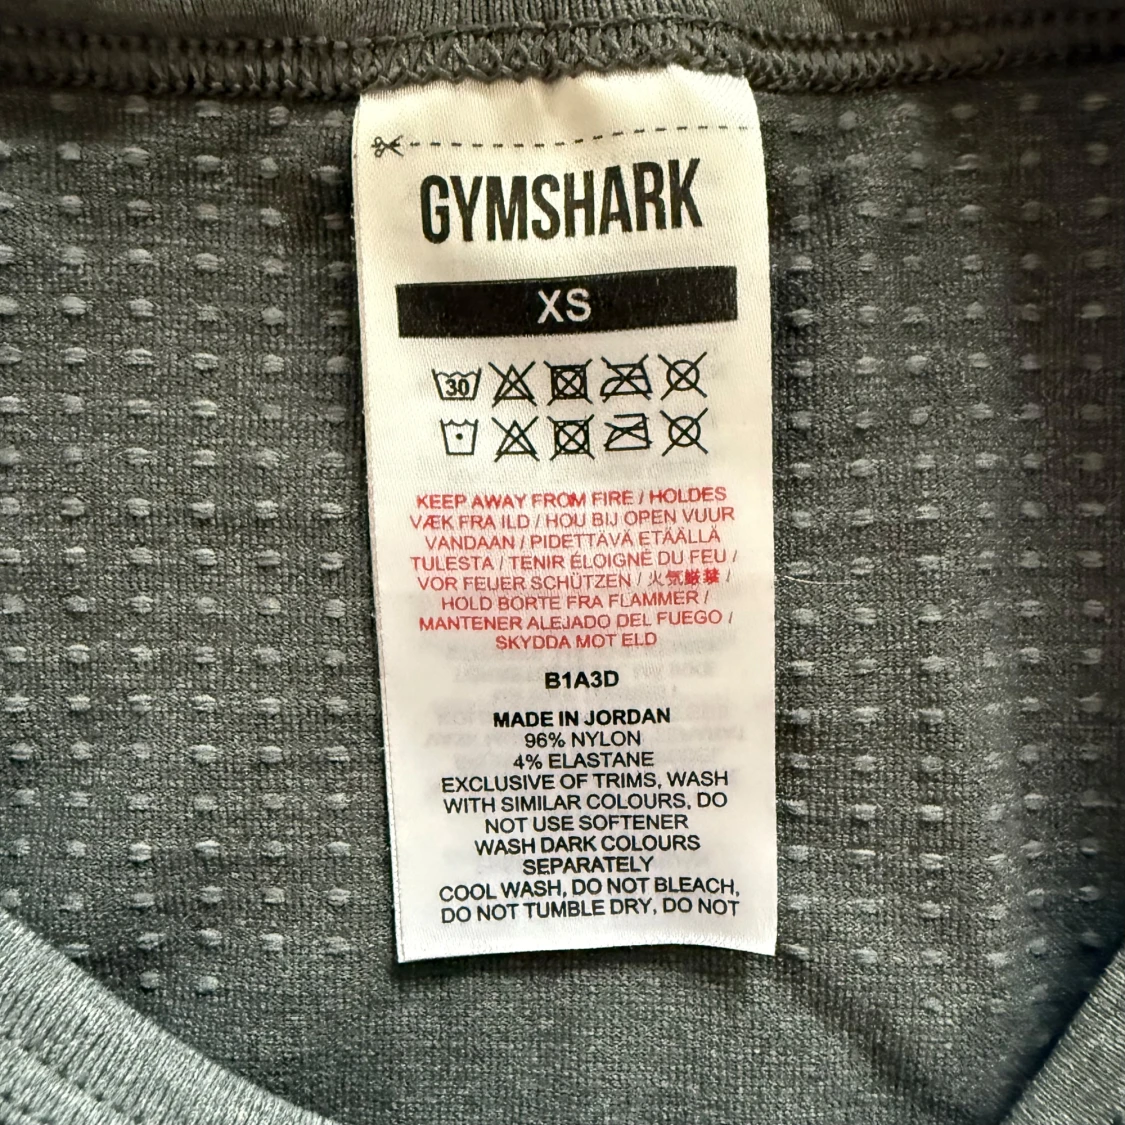 GYMSHARK
XS
30
KEEP AWAY FROM FIRE / HOLDES
VÆK FRA ILD / HOU BIJ OPEN VUUR
VANDAAN / PIDETTÄVÄ ETÄÄLLÄ
TULESTA / TENIR ÉLOIGNÉ DU FEU /
VOR FEUER SCHÜTZEN / 火気厳禁 /
HOLD BORTE FRA FLAMMER /
MANTENER ALEJADO DEL FUEGO /
SKYDDA MOT ELD
B1A3D
MADE IN JORDAN
96% NYLON
4% ELASTANE
EXCLUSIVE OF TRIMS, WASH
WITH SIMILAR COLOURS, DO
NOT USE SOFTENER
WASH DARK COLOURS
SEPARATELY
COOL WASH, DO NOT BLEACH,
DO NOT TUMBLE DRY, DO NOT